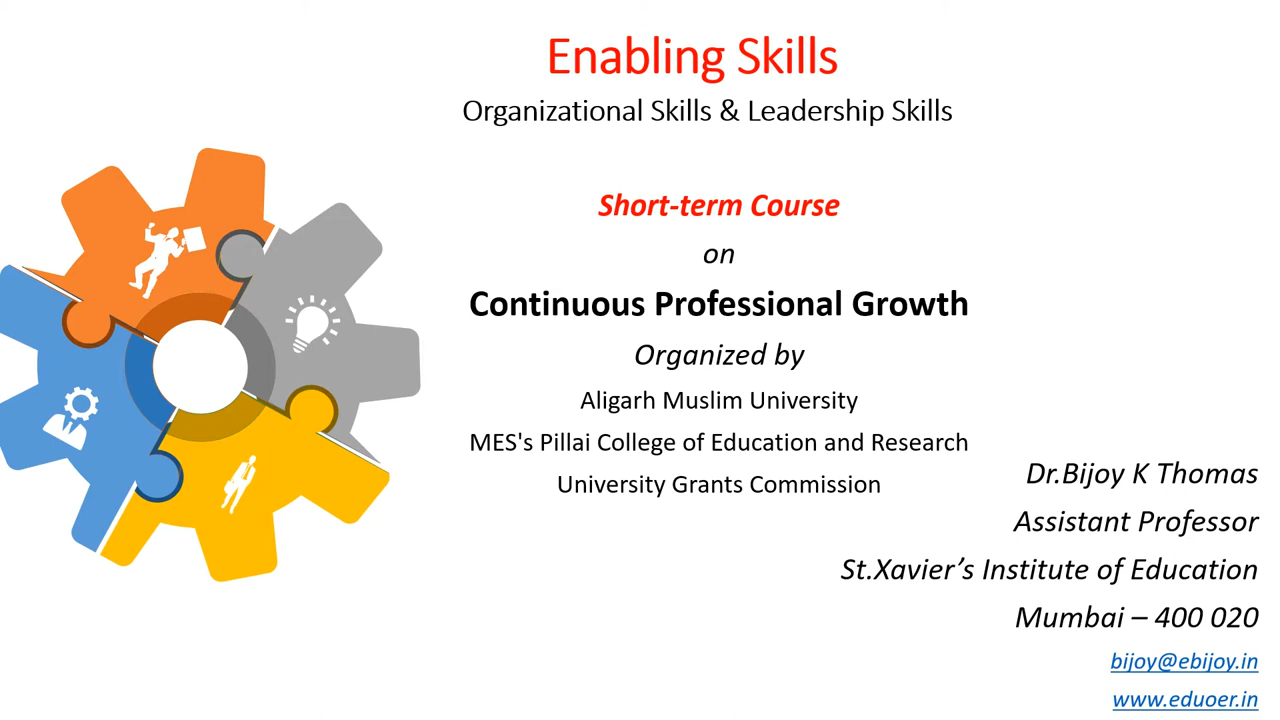 Enabling Skills
Organizational Skills & Leadership Skills
Short-term Course
on
Continuous Professional Growth
Organized by
Aligarh Muslim University
MES's Pillai College of Education and Research
University Grants Commission
Dr.Bijoy K Thomas
Assistant Professor
St.Xavier’s Institute of Education
Mumbai – 400 020
bijoy@ebijoy.in
www.eduoer.in